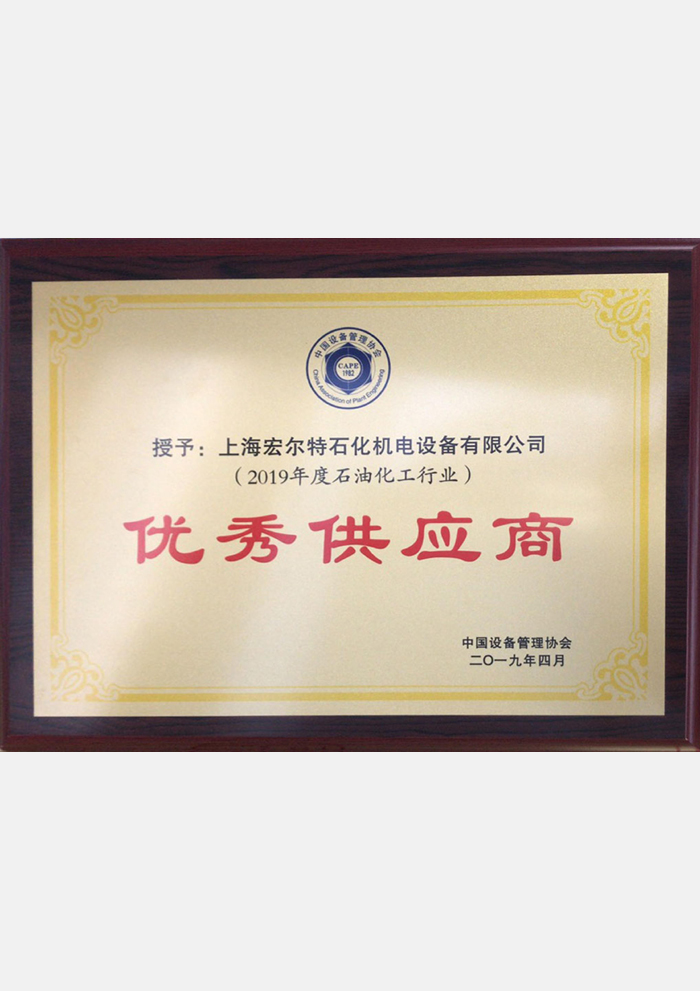 中国设备管理协会
CAPE
1982
China Association of Plant Engineering
授予：上海宏尔特石化机电设备有限公司
（2019年度石油化工行业）
优秀供应商
中国设备管理协会
二〇一九年四月